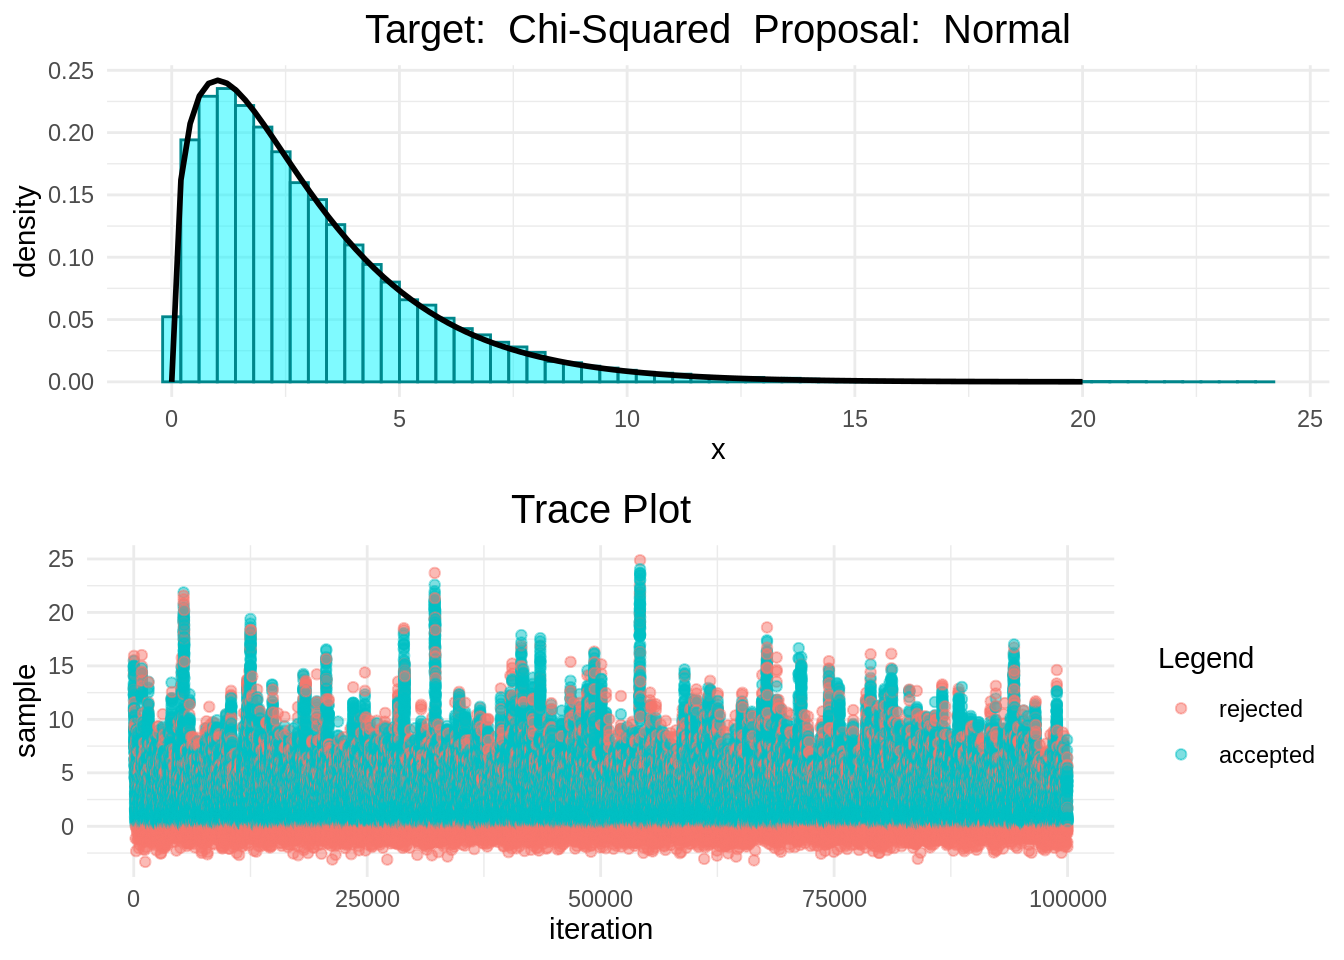 Target:  Chi-Squared  Proposal:  Normal
0.25
0.20
0.15
0.10
0.05
0.00
density
0
5
10
15
20
25
x
Trace Plot
25
20
15
10
5
0
sample
0
25000
50000
75000
100000
iteration
Legend
rejected
accepted